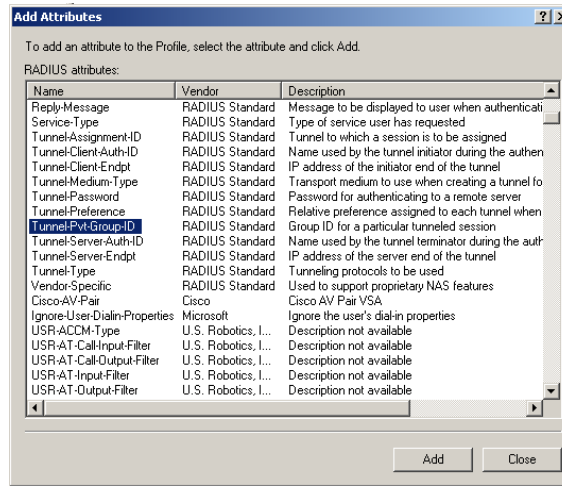 Add Attributes
To add an attribute to the Profile, select the attribute and click Add.
RADIUS attributes:
Name Vendor Description
Reply-Message RADIUS Standard Message to be displayed to user when authenticati
Service-Type RADIUS Standard Type of service user has requested
Tunnel-Assignment-ID RADIUS Standard Tunnel to which a session is to be assigned
Tunnel-Client-Auth-ID RADIUS Standard Name used by the tunnel initiator during the authen
Tunnel-Client-Endpt RADIUS Standard IP address of the initiator end of the tunnel
Tunnel-Medium-Type RADIUS Standard Transport medium to use when creating a tunnel fo
Tunnel-Password RADIUS Standard Password for authenticating to a remote server
Tunnel-Preference RADIUS Standard Relative preference assigned to each tunnel when
Tunnel-Pvt-Group-ID RADIUS Standard Group ID for a particular tunneled session
Tunnel-Server-Auth-ID RADIUS Standard Name used by the tunnel terminator during the auth
Tunnel-Server-Endpt RADIUS Standard IP address of the server end of the tunnel
Tunnel-Type RADIUS Standard Tunneling protocols to be used
Vendor-Specific RADIUS Standard Used to support proprietary NAS features
Cisco-AV-Pair Cisco Cisco AV Pair VSA
Ignore-User-Dialin-Properties Microsoft Ignore the user's dial-in properties
USR-ACCM-Type U.S. Robotics, I... Description not available
USR-AT-Call-Input-Filter U.S. Robotics, I... Description not available
USR-AT-Call-Output-Filter U.S. Robotics, I... Description not available
USR-AT-Input-Filter U.S. Robotics, I... Description not available
USR-AT-Output-Filter U.S. Robotics, I... Description not available
Add Close